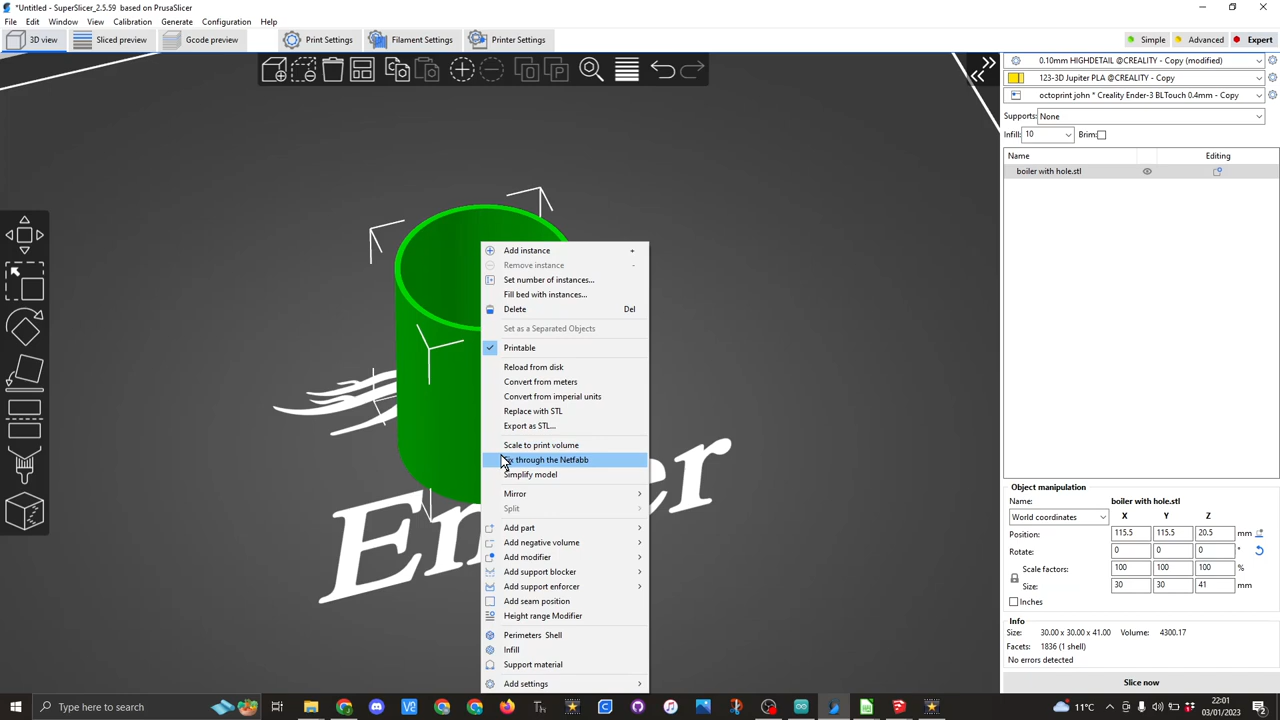 *Untitled - SuperSlicer_2.5.59 based on PrusaSlicer
File Edit Window View Calibration Generate Configuration Help
3D view Sliced preview Gcode preview Print Settings Filament Settings Printer Settings Simple Advanced Expert
0.10mm HIGHDETAIL @CREALITY - Copy (modified)
123-3D Jupiter PLA @CREALITY - Copy
octoprint john * Creality Ender-3 BLTouch 0.4mm - Copy
Supports: None
Infill: 10 Brim:
Name Editing
boiler with hole.stl
Add instance +
Remove instance -
Set number of instances...
Fill bed with instances...
Delete Del
Set as a Separated Objects
Printable
Reload from disk
Convert from meters
Convert from imperial units
Replace with STL
Export as STL...
Scale to print volume
through the Netfabb
Simplify model
Mirror
Split
Add part
Add negative volume
Add modifier
Add support blocker
Add support enforcer
Add seam position
Height range Modifier
Perimeters Shell
Infill
Support material
Add settings
Object manipulation
Name: boiler with hole.stl
World coordinates X Y Z
Position: 115.5 115.5 20.5 mm
Rotate: 0 0 0 °
Scale factors: 100 100 100 %
Size: 30 30 41 mm
Inches
Info
Size: 30.00 x 30.00 x 41.00 Volume: 4300.17
Facets: 1836 (1 shell)
No errors detected
Slice now
Type here to search
11°C
22:01
03/01/2023